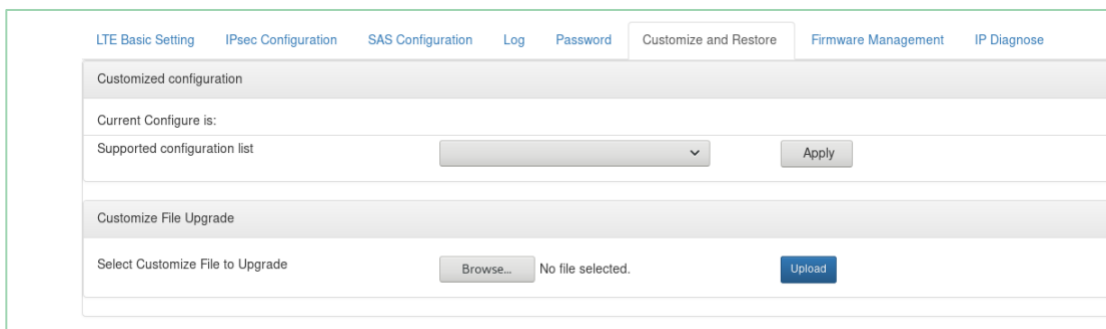 LTE Basic Setting IPsec Configuration SAS Configuration Log Password Customize and Restore Firmware Management IP Diagnose
Customized configuration
Current Configure is:
Supported configuration list Apply
Customize File Upgrade
Select Customize File to Upgrade Browse... No file selected. Upload